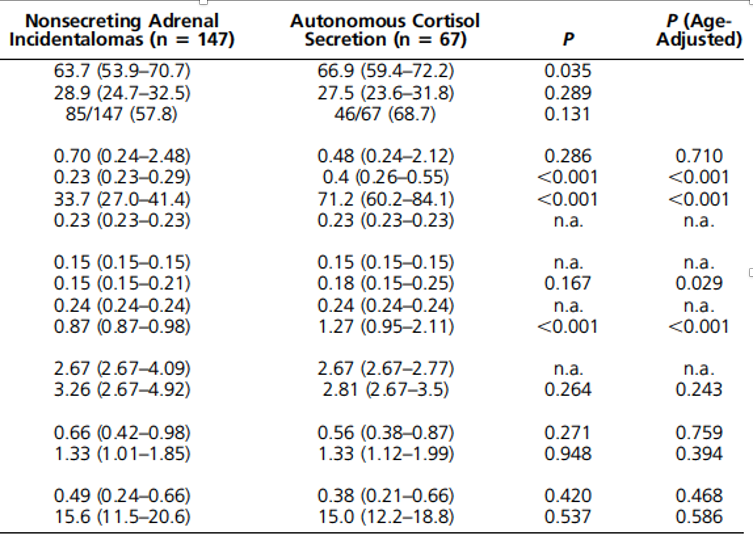 Nonsecreting Adrenal Incidentalomas (n = 147) Autonomous Cortisol Secretion (n = 67) P P (Age-Adjusted)
63.7 (53.9–70.7) 66.9 (59.4–72.2) 0.035
28.9 (24.7–32.5) 27.5 (23.6–31.8) 0.289
85/147 (57.8) 46/67 (68.7) 0.131
0.70 (0.24–2.48) 0.48 (0.24–2.12) 0.286 0.710
0.23 (0.23–0.29) 0.4 (0.26–0.55) <0.001 <0.001
33.7 (27.0–41.4) 71.2 (60.2–84.1) <0.001 <0.001
0.23 (0.23–0.23) 0.23 (0.23–0.23) n.a. n.a.
0.15 (0.15–0.15) 0.15 (0.15–0.15) n.a. n.a.
0.15 (0.15–0.21) 0.18 (0.15–0.25) 0.167 0.029
0.24 (0.24–0.24) 0.24 (0.24–0.24) n.a. n.a.
0.87 (0.87–0.98) 1.27 (0.95–2.11) <0.001 <0.001
2.67 (2.67–4.09) 2.67 (2.67–2.77) n.a. n.a.
3.26 (2.67–4.92) 2.81 (2.67–3.5) 0.264 0.243
0.66 (0.42–0.98) 0.56 (0.38–0.87) 0.271 0.759
1.33 (1.01–1.85) 1.33 (1.12–1.99) 0.948 0.394
0.49 (0.24–0.66) 0.38 (0.21–0.66) 0.420 0.468
15.6 (11.5–20.6) 15.0 (12.2–18.8) 0.537 0.586